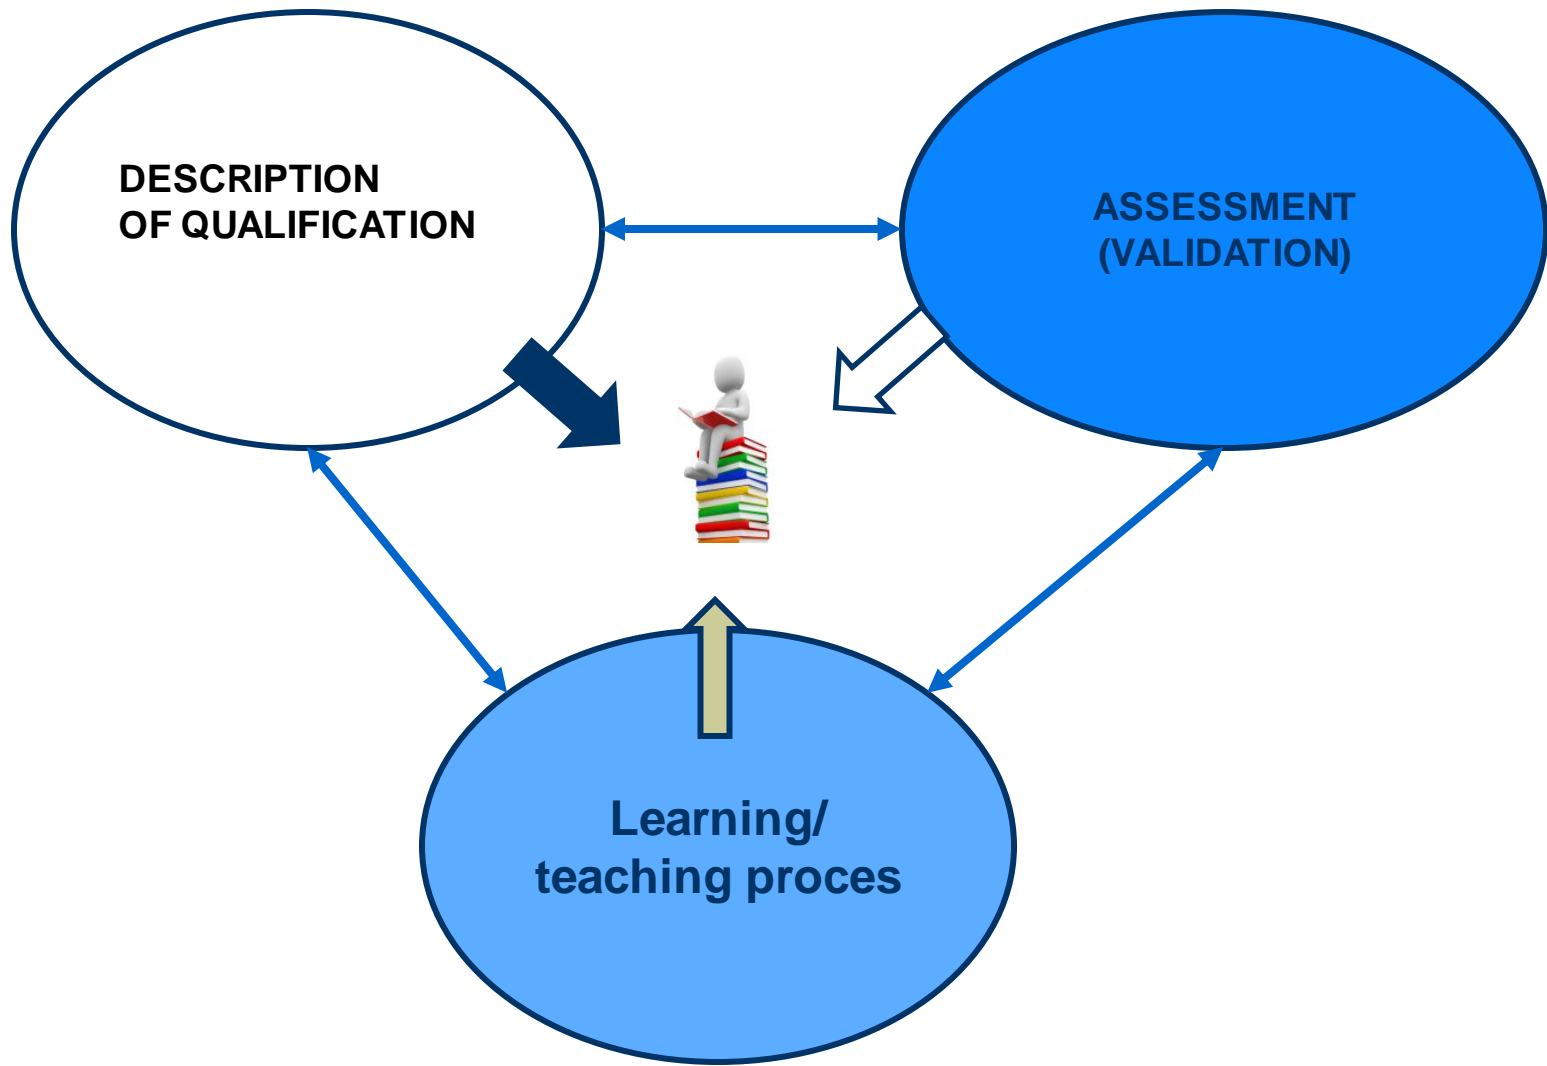 DESCRIPTION
OF QUALIFICATION
ASSESSMENT
(VALIDATION)
Learning/
teaching proces